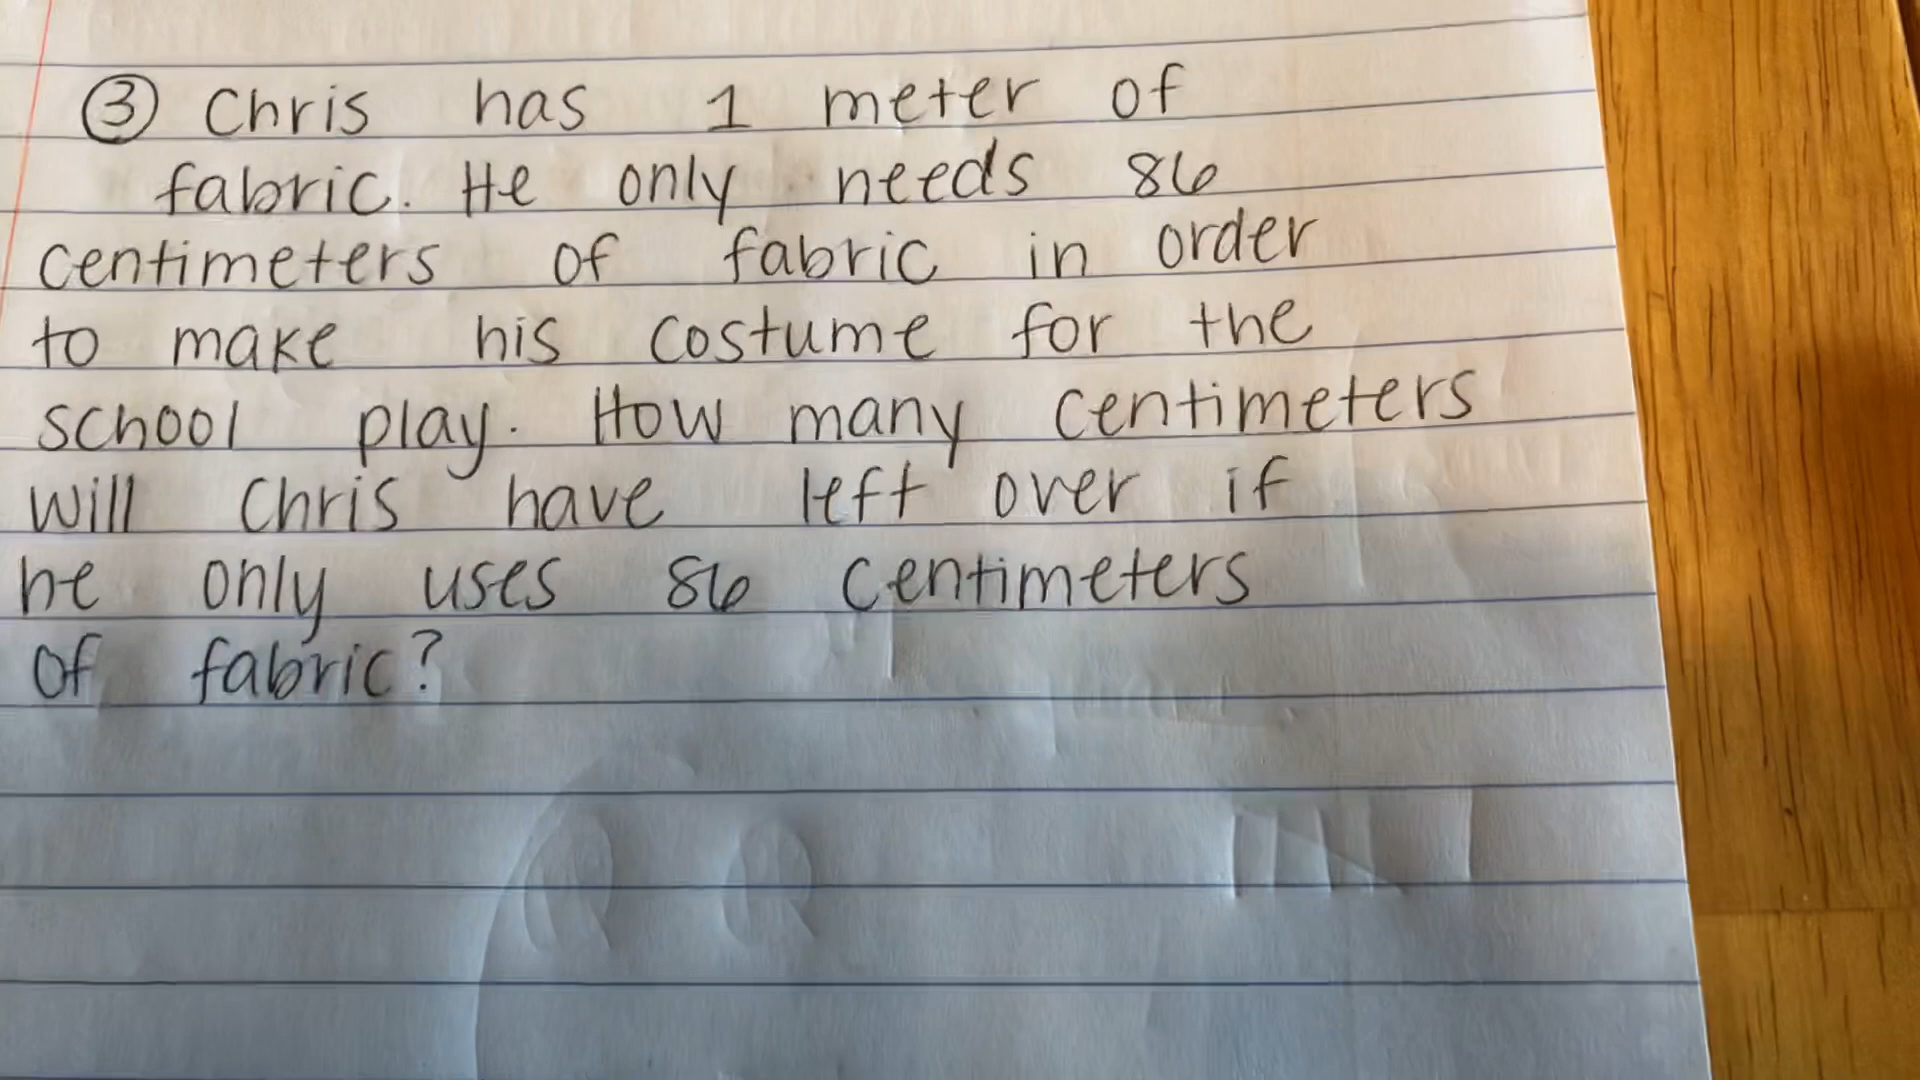 ③ Chris has 1 meter of
fabric. He only needs 86
centimeters of fabric in order
to make his costume for the
school play. How many centimeters
will Chris have left over if
he only uses 86 centimeters
of fabric?